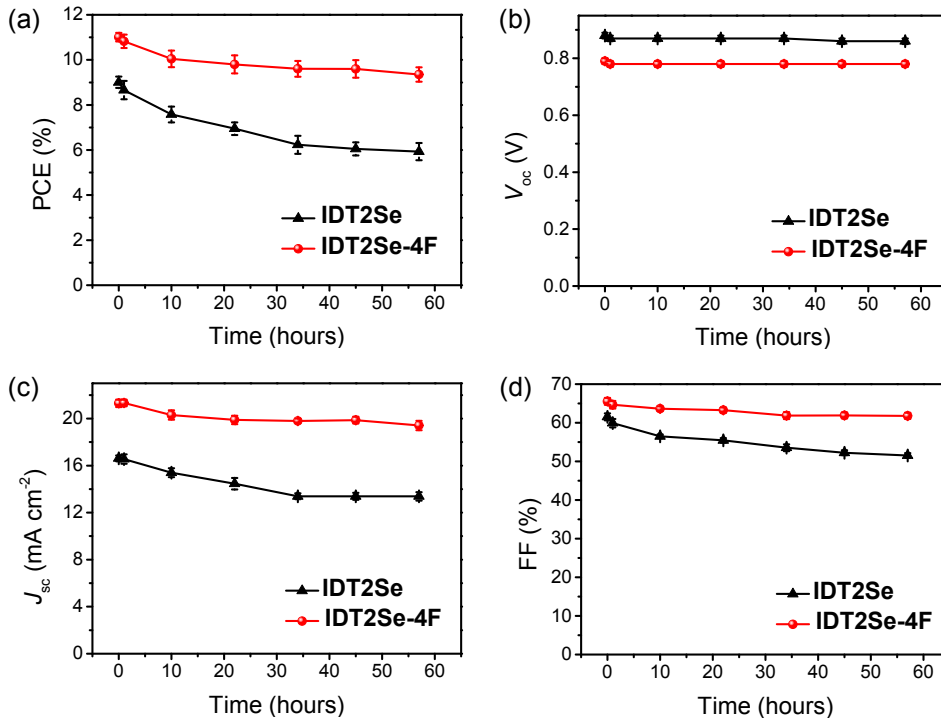 (a)
12
10
8
6
4
2
0
PCE (%)
IDT2Se
IDT2Se-4F
0 10 20 30 40 50 60
Time (hours)
(b)
0.8
0.6
0.4
0.2
0.0
V_oc (V)
IDT2Se
IDT2Se-4F
0 10 20 30 40 50 60
Time (hours)
(c)
20
16
12
8
4
0
J_sc (mA cm⁻²)
IDT2Se
IDT2Se-4F
0 10 20 30 40 50 60
Time (hours)
(d)
70
60
50
40
30
20
10
0
FF (%)
IDT2Se
IDT2Se-4F
0 10 20 30 40 50 60
Time (hours)